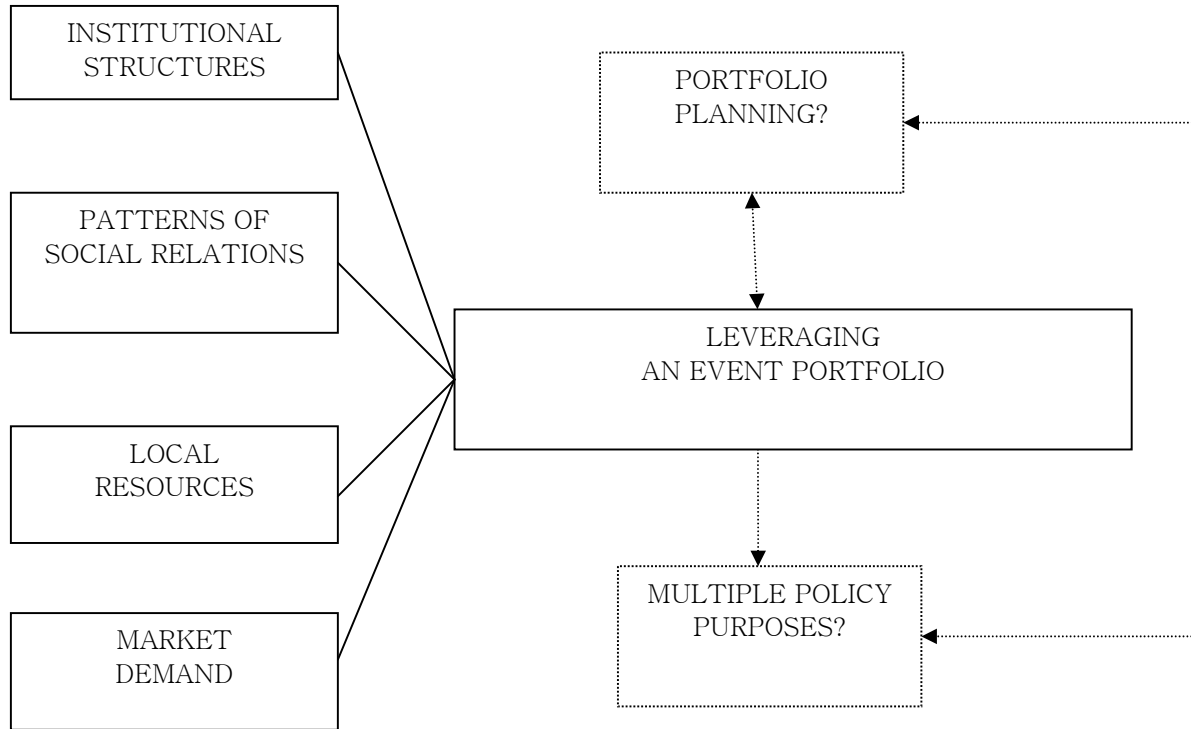 INSTITUTIONAL
STRUCTURES
PATTERNS OF
SOCIAL RELATIONS
LOCAL
RESOURCES
MARKET
DEMAND
PORTFOLIO
PLANNING?
LEVERAGING
AN EVENT PORTFOLIO
MULTIPLE POLICY
PURPOSES?